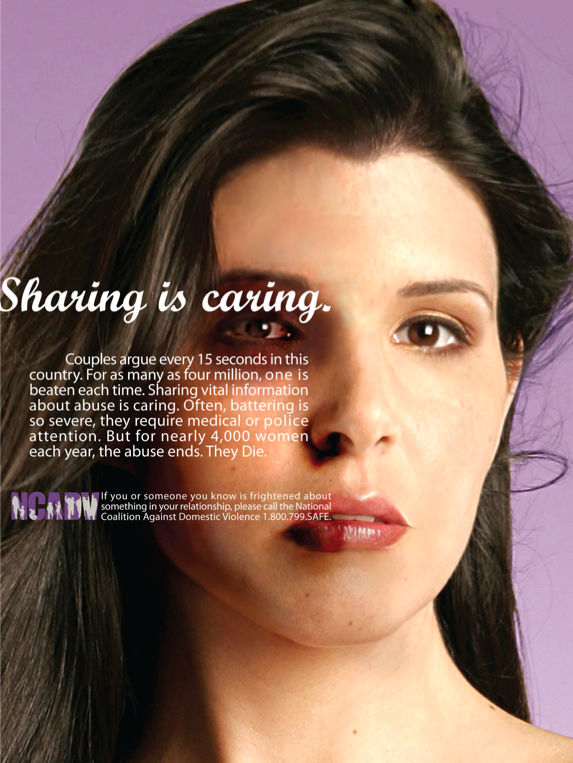 Sharing is caring.
Couples argue every 15 seconds in this
country. For as many as four million, one is
beaten each time. Sharing vital information
about abuse is caring. Often, battering is
so severe, they require medical or police
attention. But for nearly 4,000 women
each year, the abuse ends. They Die.
NCADV
If you or someone you know is frightened about
something in your relationship, please call the National
Coalition Against Domestic Violence 1.800.799.SAFE.